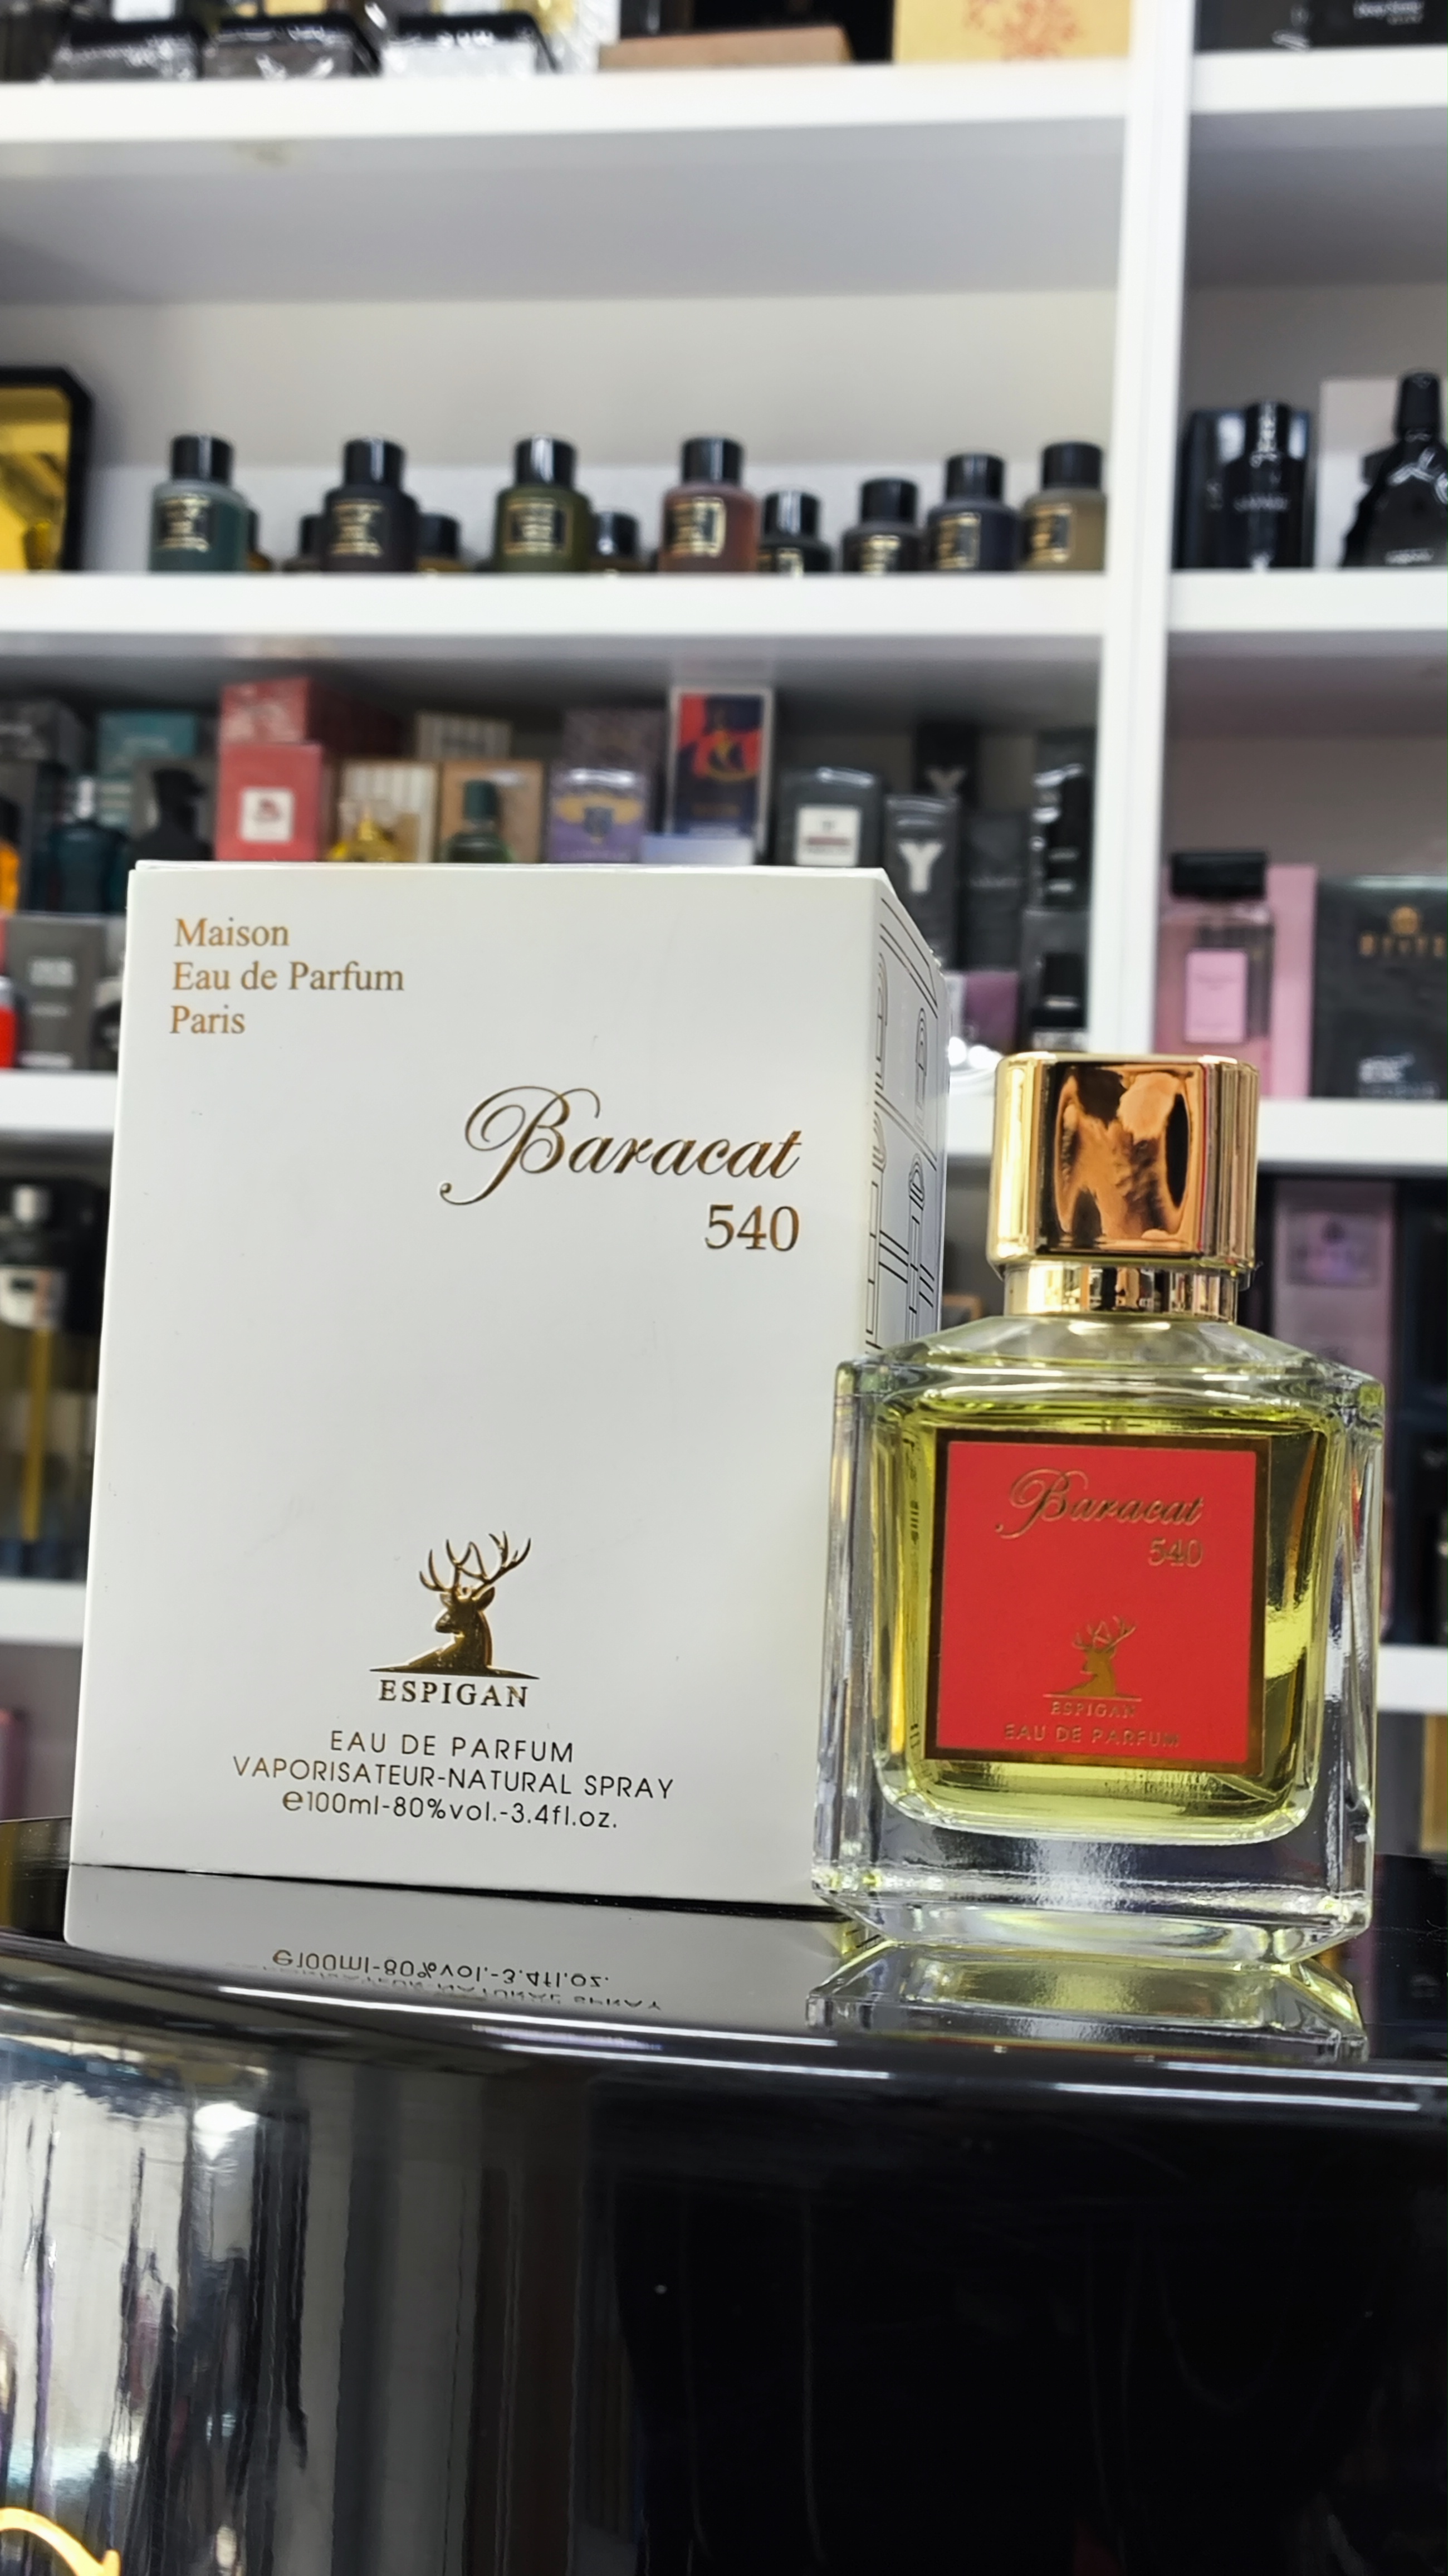 Maison
Eau de Parfum
Paris
Baracat
540
ESPIGAN
EAU DE PARFUM
VAPORISATEUR-NATURAL SPRAY
e100ml-80%vol.-3.4fl.oz.
Baracat
540
ESPIGAN
EAU DE PARFUM
Y